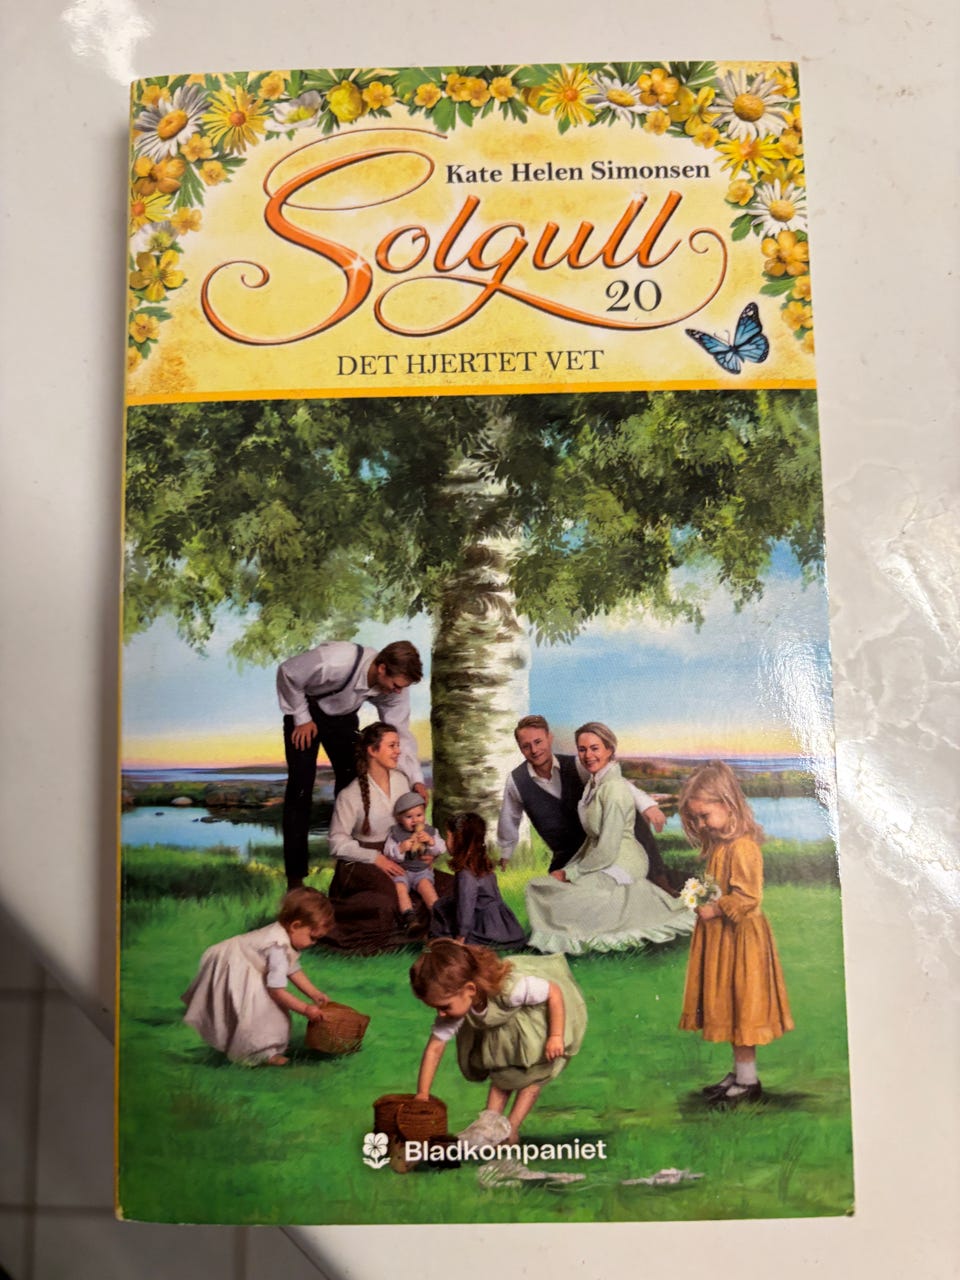 Kate Helen Simonsen
Solgull
20
DET HJERTET VET
Bladkompaniet